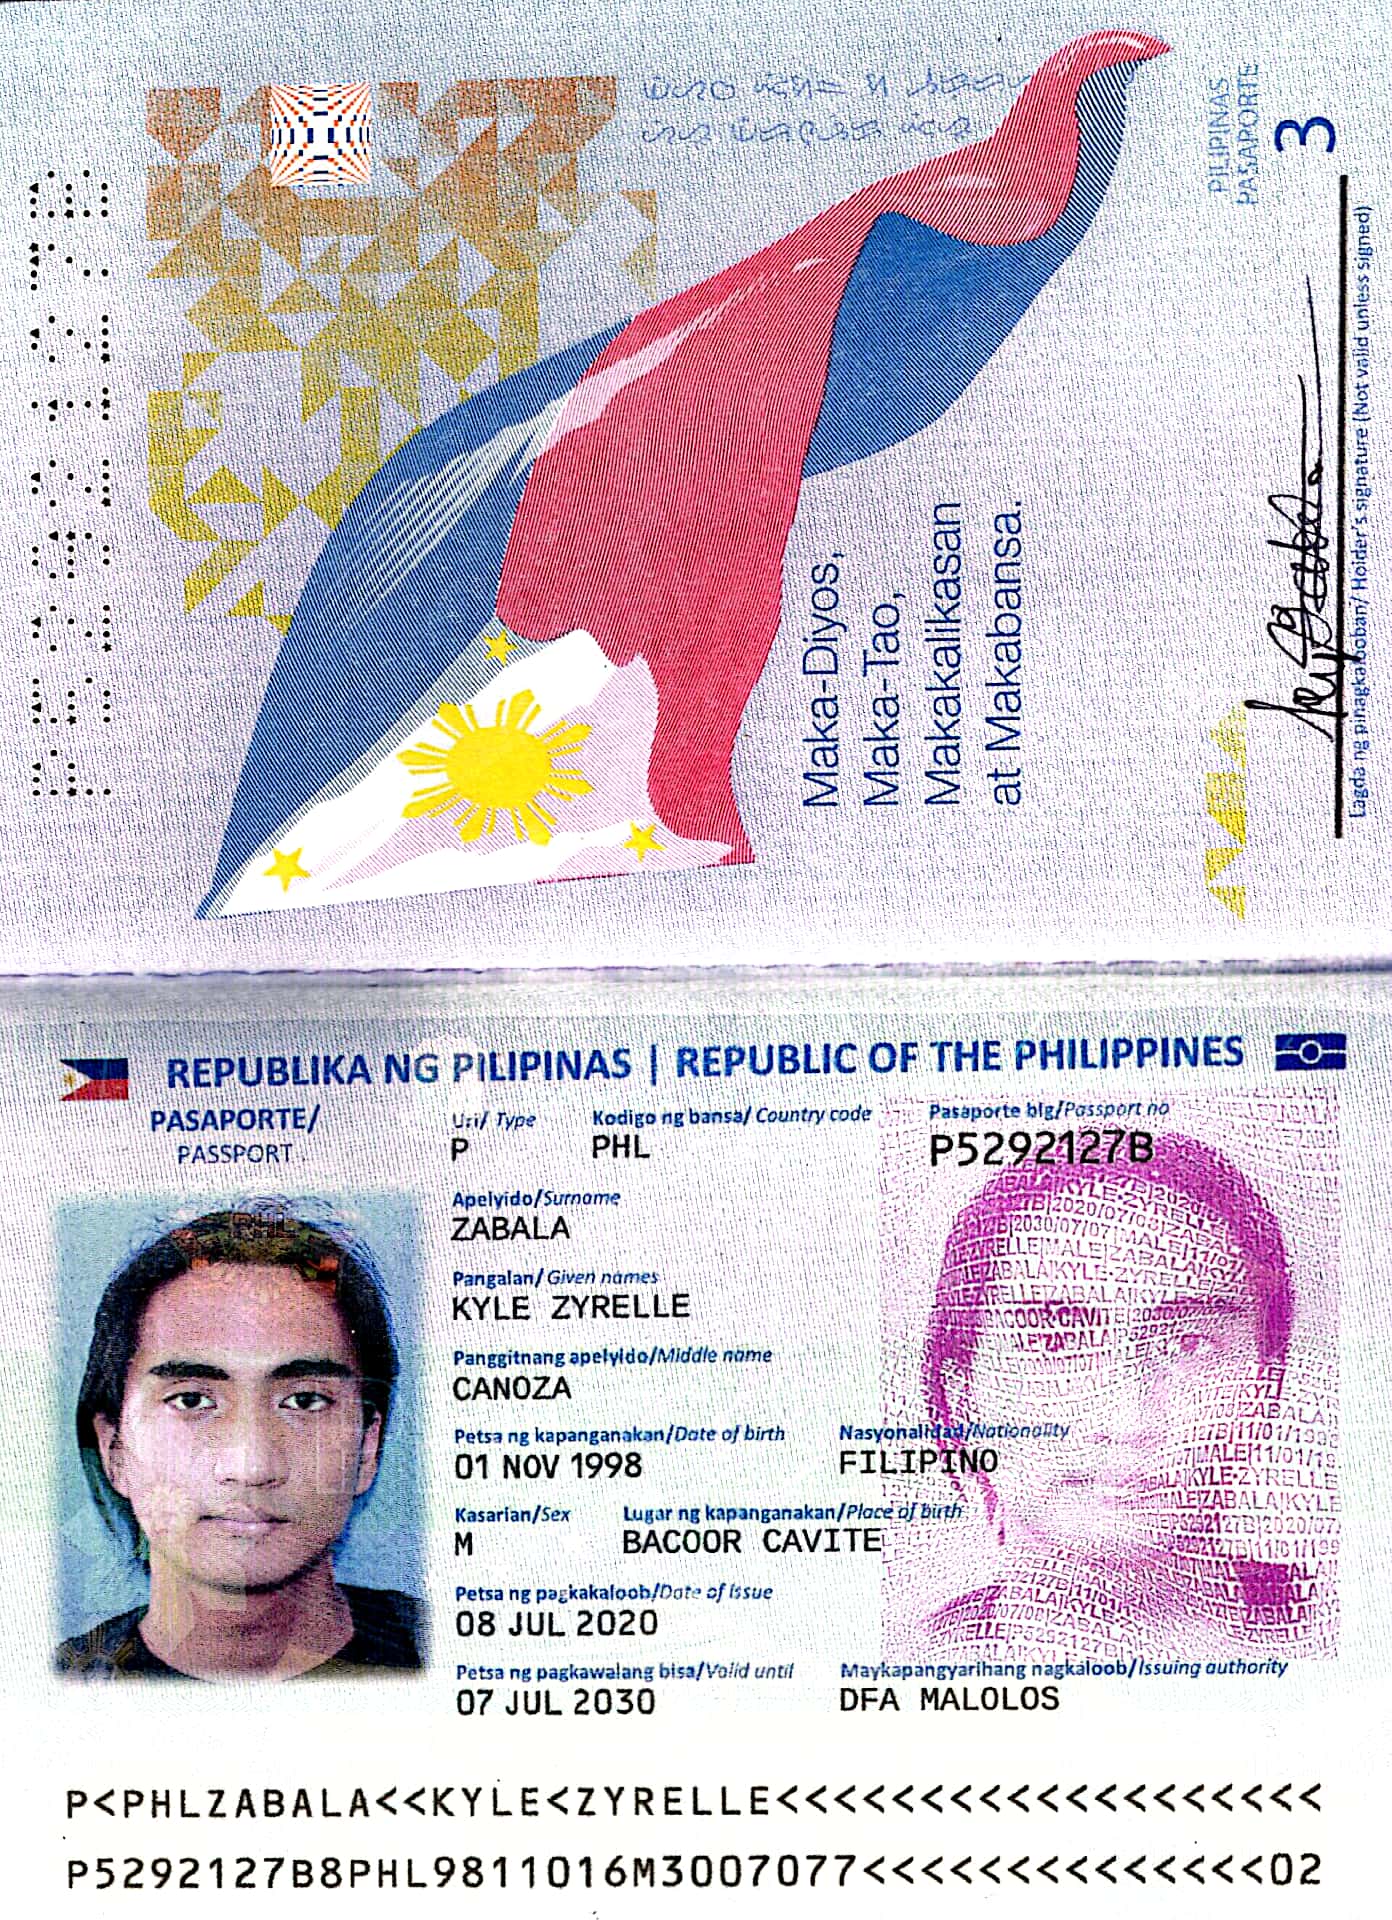 P5292127B
PILIPINAS
PASAPORTE
3
Maka-Diyos,
Maka-Tao,
Makakalikasan
at Makabansa.
Lagda ng pinagkalooban/ Holder's signature (Not valid unless signed)
REPUBLIKA NG PILIPINAS | REPUBLIC OF THE PHILIPPINES
PASAPORTE/
PASSPORT
Uri/ Type
Kodigo ng bansa/ Country code
Pasaporte blg/Passport no
P
PHL
P5292127B
Apelyido/Surname
ZABALA
Pangalan/ Given names
KYLE ZYRELLE
Panggitnang apelyido/Middle name
CANOZA
Petsa ng kapanganakan/Date of birth
Nasyonalidad/Nationality
01 NOV 1998
FILIPINO
Kasarian/Sex
Lugar ng kapanganakan/Place of birth
M
BACOOR CAVITE
Petsa ng pagkakaloob/Date of issue
08 JUL 2020
Petsa ng pagkawalang bisa/Valid until
Maykapangyarihang nagkaloob/Issuing authority
07 JUL 2030
DFA MALOLOS
P<PHLZABALA<<KYLE<ZYRELLE<<<<<<<<<<<<<<<<<<<
P5292127B8PHL9811016M3007077<<<<<<<<<<<<<<02